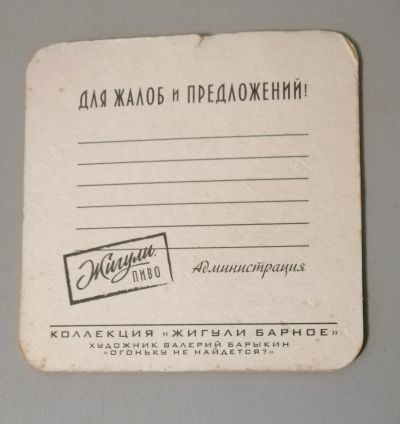 ДЛЯ ЖАЛОБ И ПРЕДЛОЖЕНИЙ!
Жигули
ПИВО
Администрация
КОЛЛЕКЦИЯ «ЖИГУЛИ БАРНОЕ»
ХУДОЖНИК ВАЛЕРИЙ БАРЫКИН
«ОГОНЬКУ НЕ НАЙДЕТСЯ?»